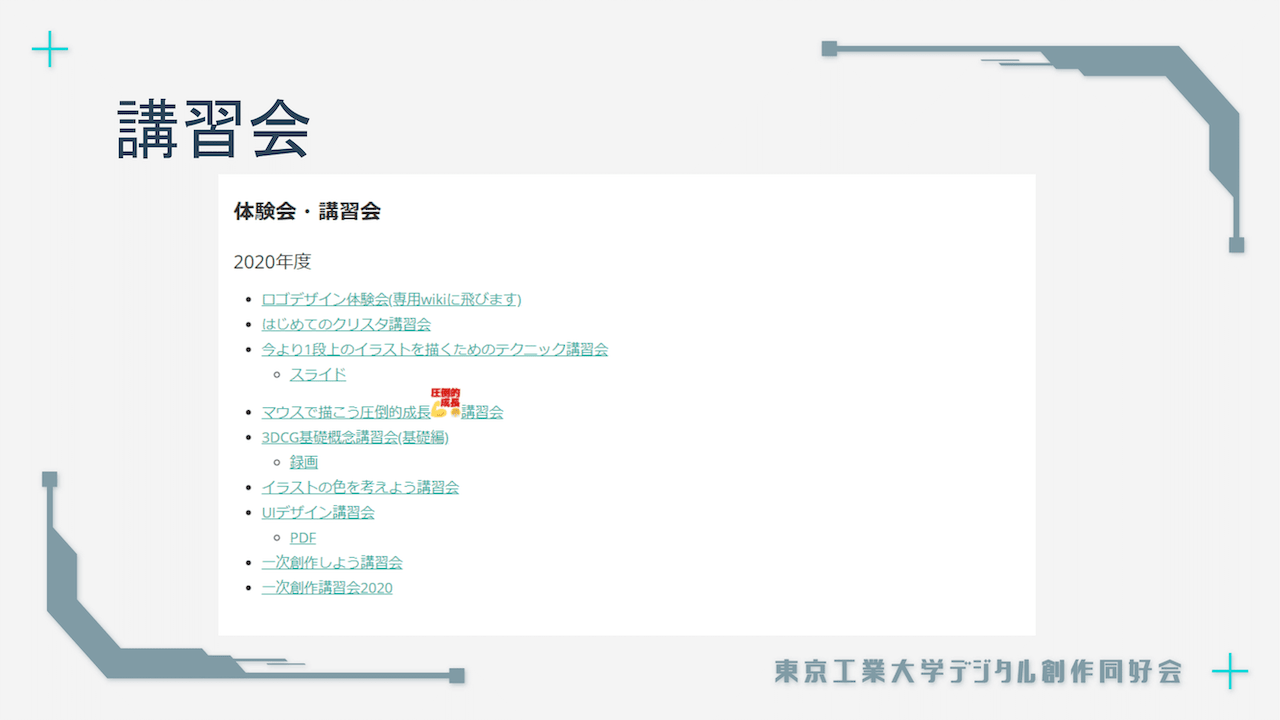 講習会
体験会・講習会
2020年度
ロゴデザイン体験会(専用wikiに飛びます)
はじめてのクリスタ講習会
今より1段上のイラストを描くためのテクニック講習会
スライド
マウスで描こう圧倒的成長圧倒的成長講習会
3DCG基礎概念講習会(基礎編)
録画
イラストの色を考えよう講習会
UIデザイン講習会
PDF
一次創作しよう講習会
一次創作講習会2020
東京工業大学デジタル創作同好会